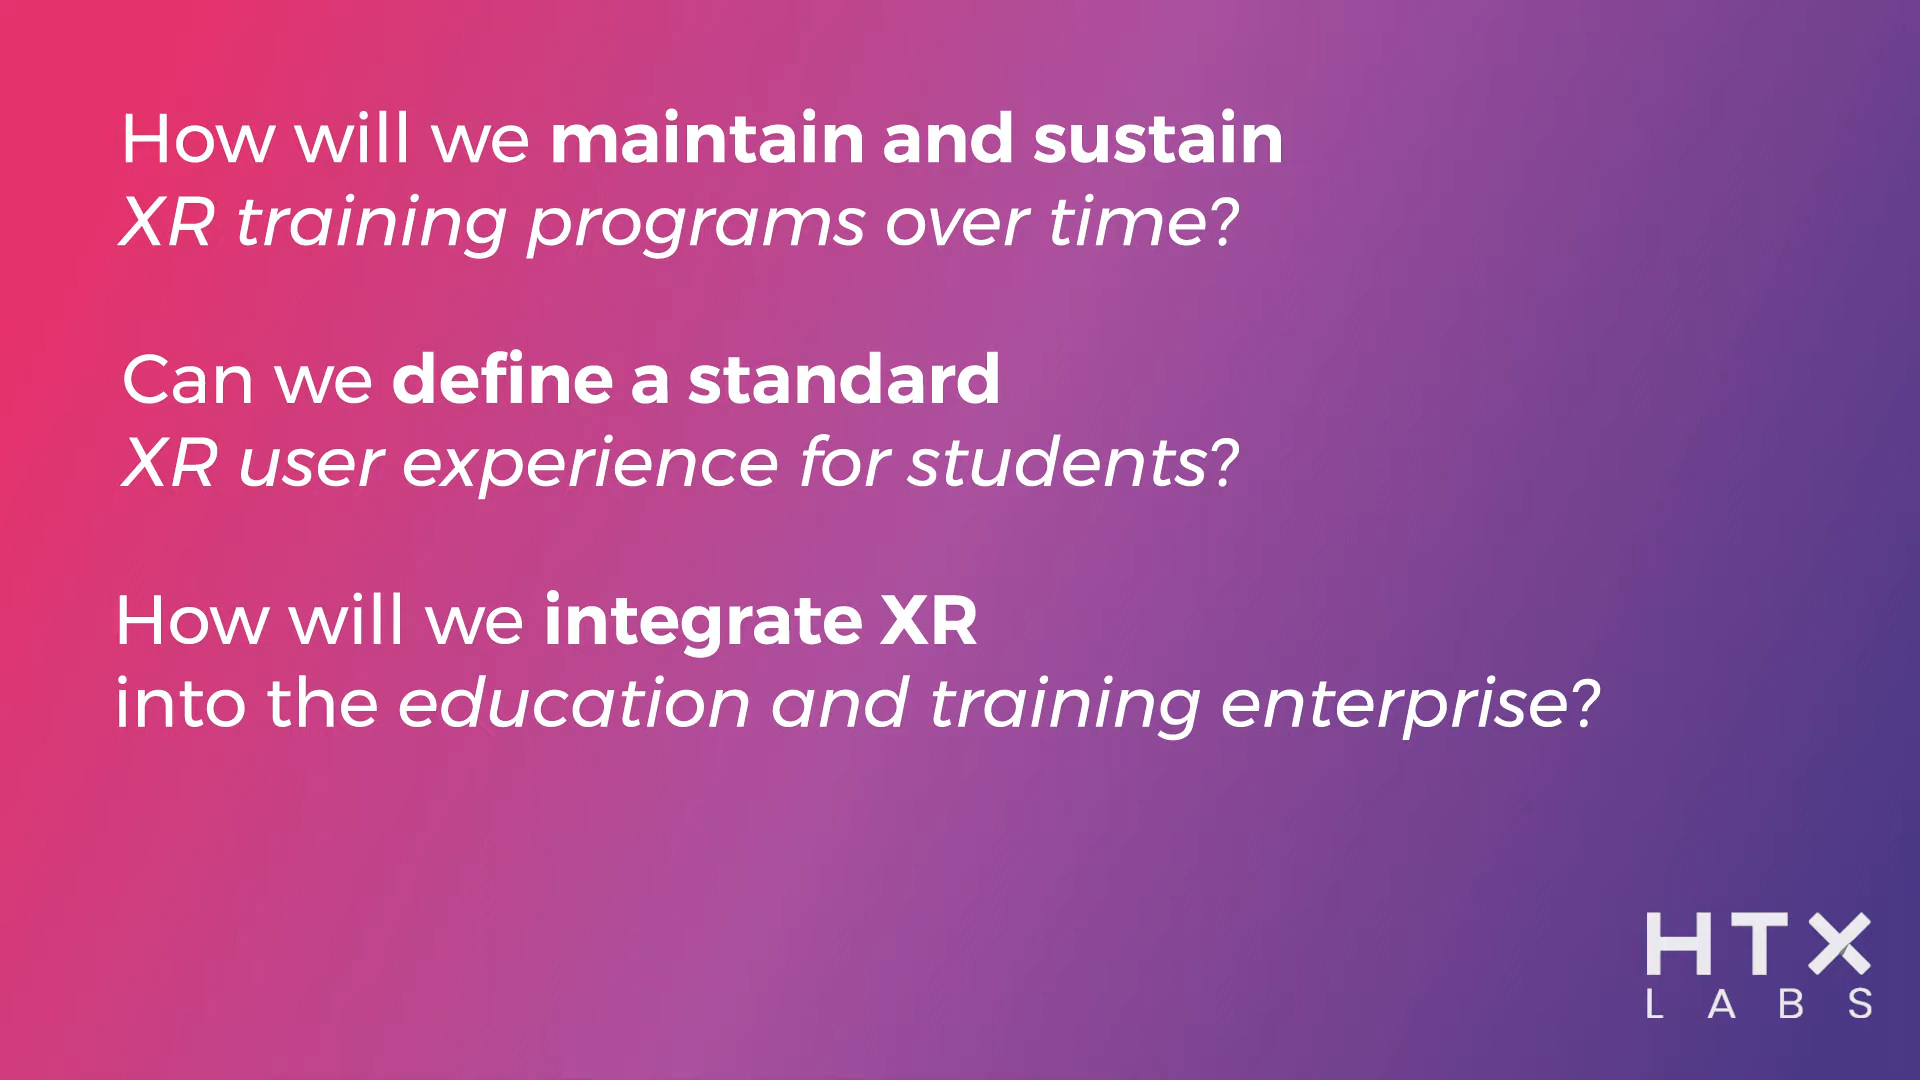 How will we maintain and sustain
XR training programs over time?
Can we define a standard
XR user experience for students?
How will we integrate XR
into the education and training enterprise?
HTX
LABS